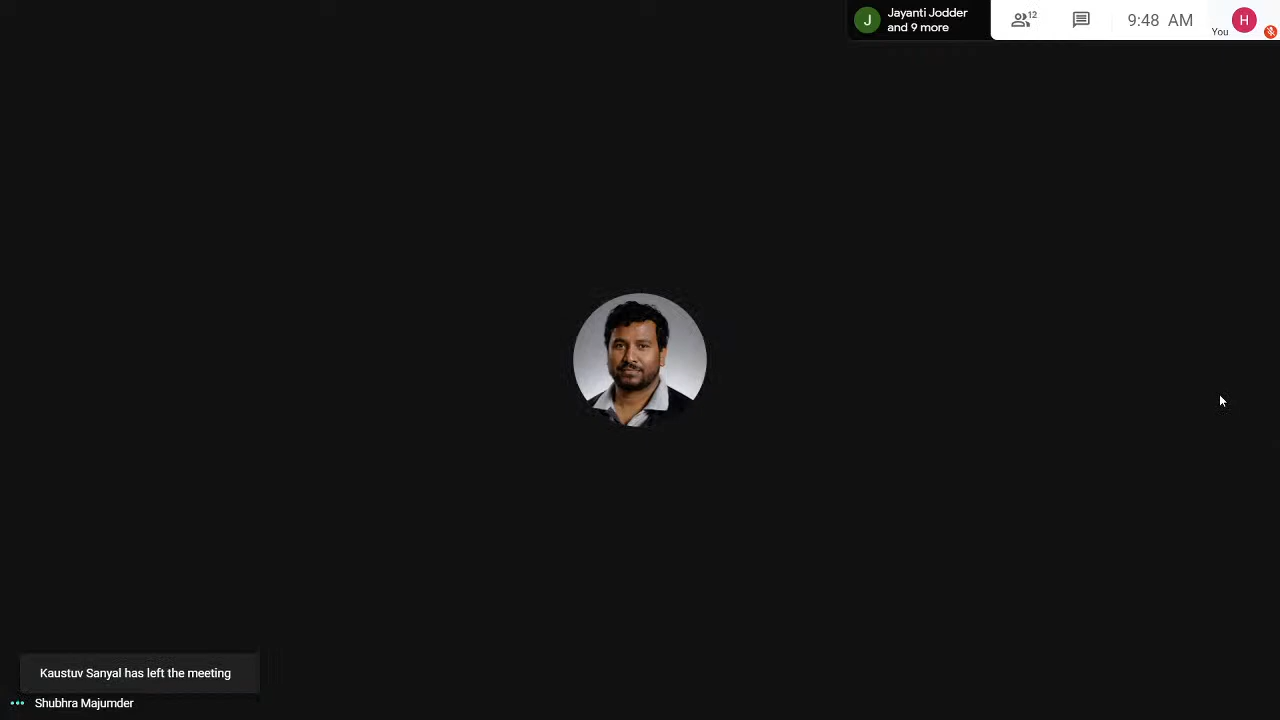 J
Jayanti Jodder
and 9 more
12
9:48 AM
You
H
Kaustuv Sanyal has left the meeting
Shubhra Majumder